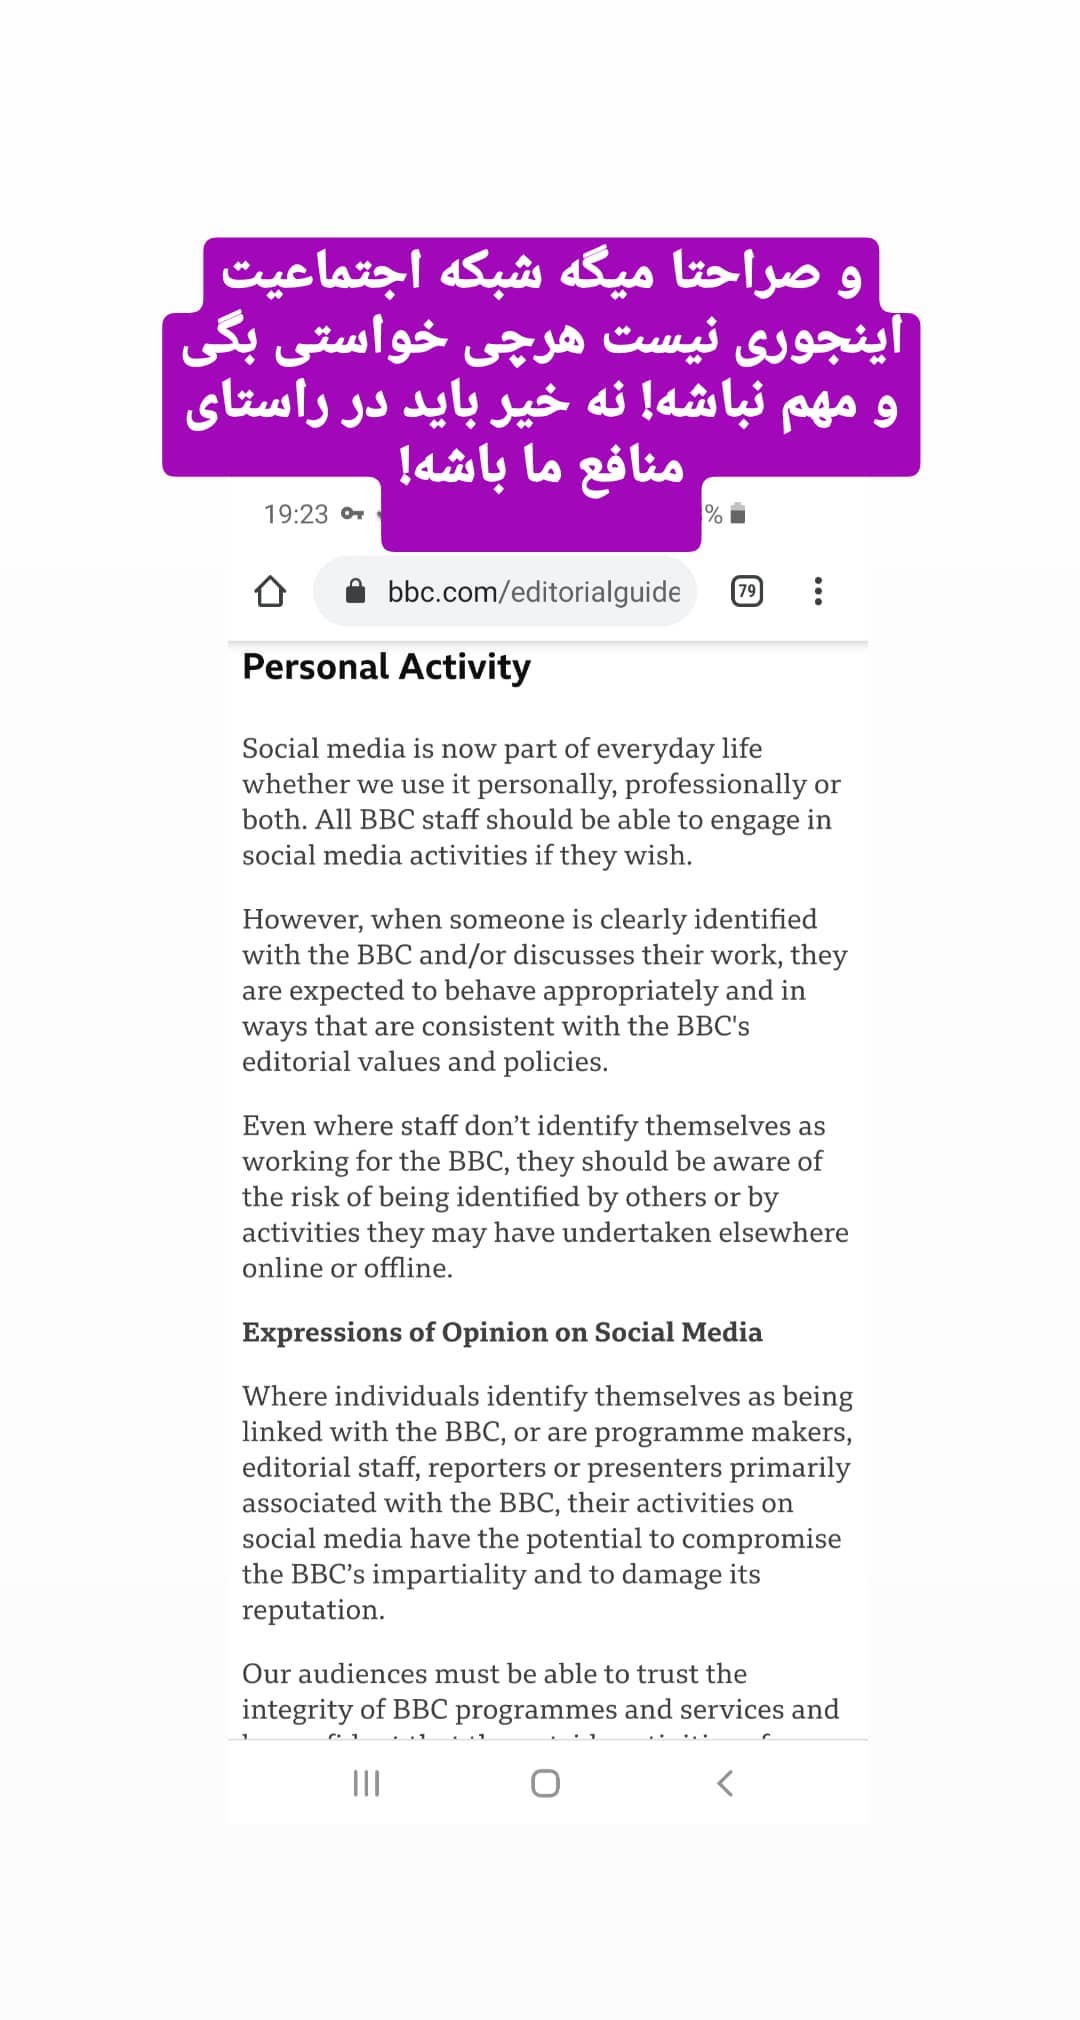 و صراحتا میگه شبکه اجتماعیت
اینجوری نیست هرچی خواستی بگی
و مهم نباشه! نه خیر باید در راستای
منافع ما باشه!
19:23
%
bbc.com/editorialguide
79
Personal Activity
Social media is now part of everyday life
whether we use it personally, professionally or
both. All BBC staff should be able to engage in
social media activities if they wish.
However, when someone is clearly identified
with the BBC and/or discusses their work, they
are expected to behave appropriately and in
ways that are consistent with the BBC's
editorial values and policies.
Even where staff don’t identify themselves as
working for the BBC, they should be aware of
the risk of being identified by others or by
activities they may have undertaken elsewhere
online or offline.
Expressions of Opinion on Social Media
Where individuals identify themselves as being
linked with the BBC, or are programme makers,
editorial staff, reporters or presenters primarily
associated with the BBC, their activities on
social media have the potential to compromise
the BBC’s impartiality and to damage its
reputation.
Our audiences must be able to trust the
integrity of BBC programmes and services and